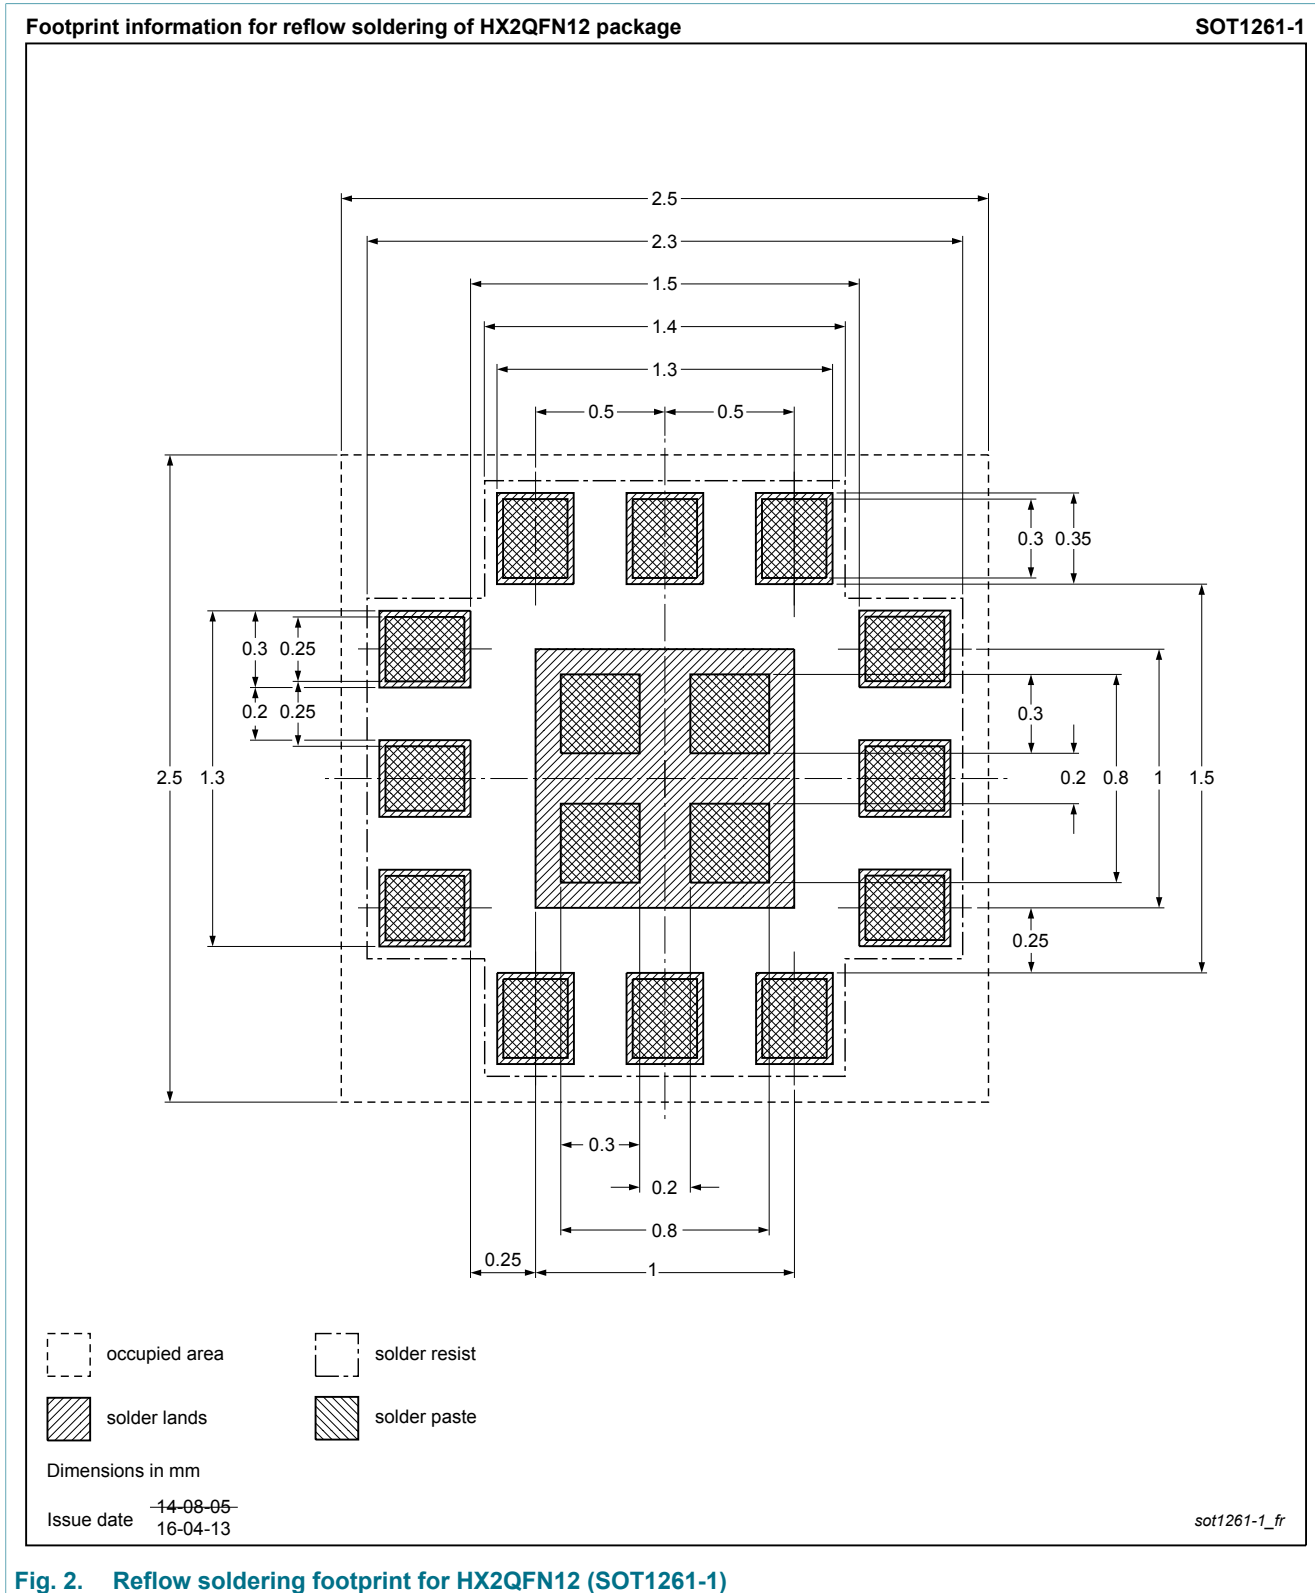 Footprint information for reflow soldering of HX2QFN12 package SOT1261-1
2.5
2.3
1.5
1.4
1.3
0.5 0.5
0.3 0.35
0.3 0.25
0.2 0.25
0.3
2.5 1.3
0.2 0.8 1 1.5
0.25
0.3
0.2
0.8
0.25
1
occupied area solder resist
solder lands solder paste
Dimensions in mm
Issue date 14-08-05
16-04-13
sot1261-1_fr
Fig. 2. Reflow soldering footprint for HX2QFN12 (SOT1261-1)